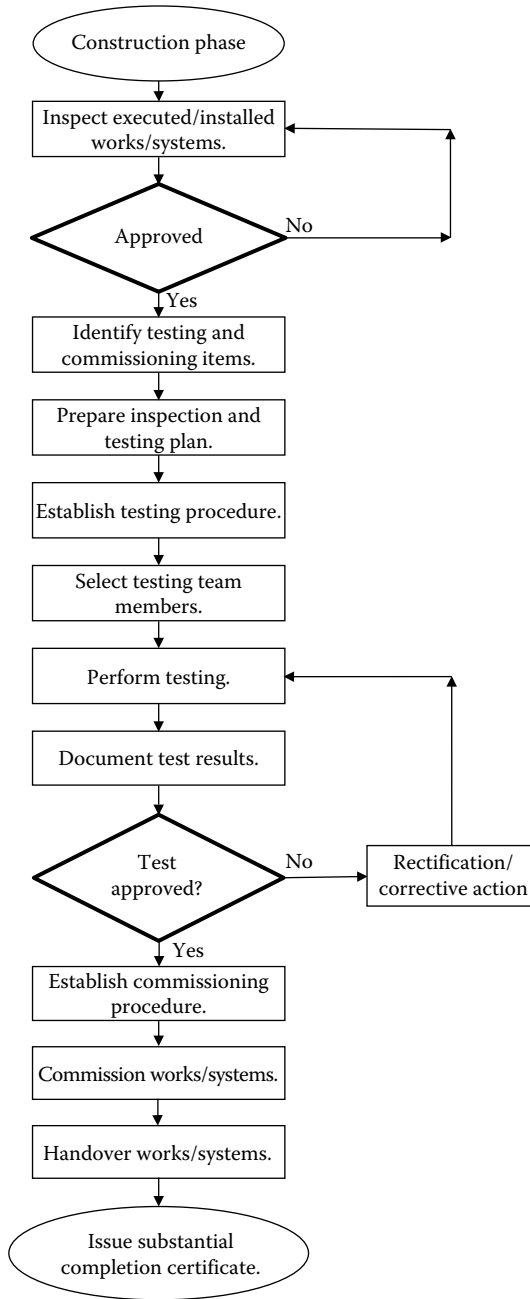 Construction phase
Inspect executed/installed
works/systems.
Approved
No
Yes
Identify testing and
commissioning items.
Prepare inspection and
testing plan.
Establish testing procedure.
Select testing team
members.
Perform testing.
Document test results.
Test
approved?
No
Rectification/
corrective action
Yes
Establish commissioning
procedure.
Commission works/systems.
Handover works/systems.
Issue substantial
completion certificate.